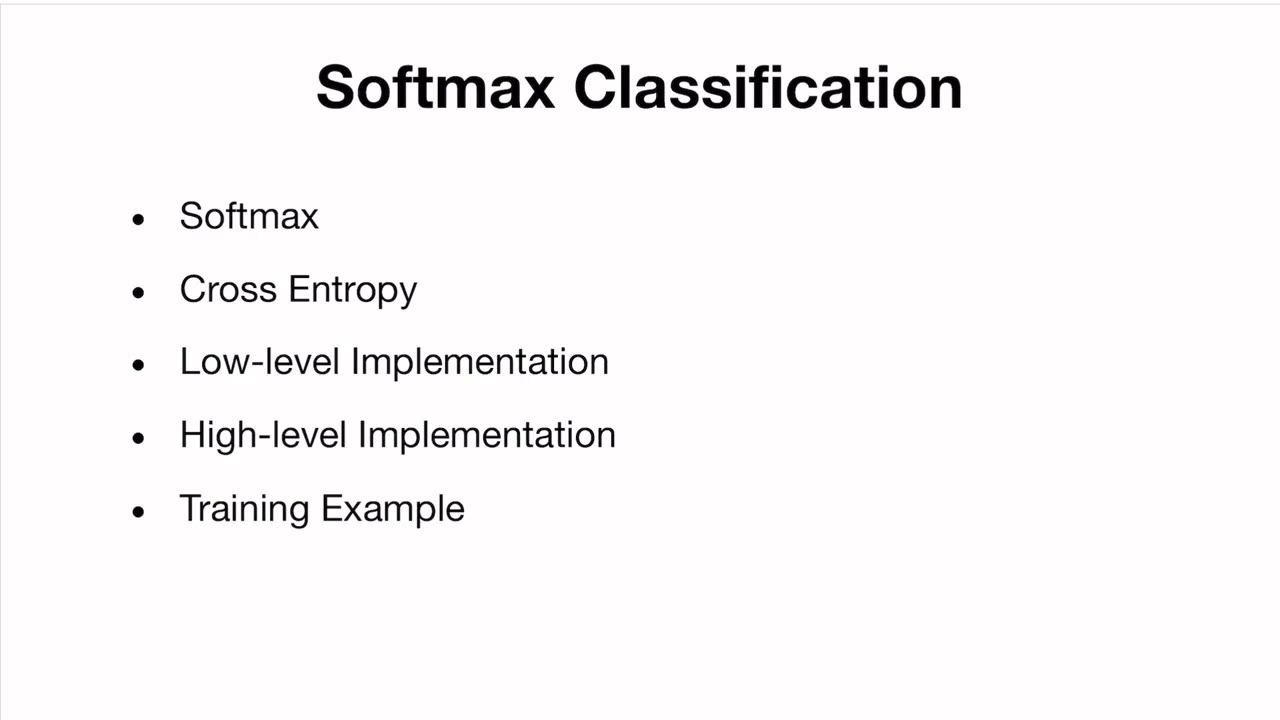 Softmax Classification
• Softmax
• Cross Entropy
• Low-level Implementation
• High-level Implementation
• Training Example